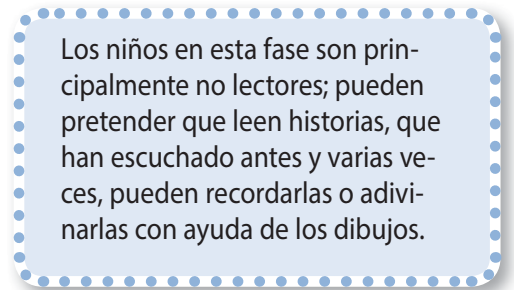 Los niños en esta fase son prin-
cipalmente no lectores; pueden
pretender que leen historias, que
han escuchado antes y varias ve-
ces, pueden recordarlas o adivi-
narlas con ayuda de los dibujos.